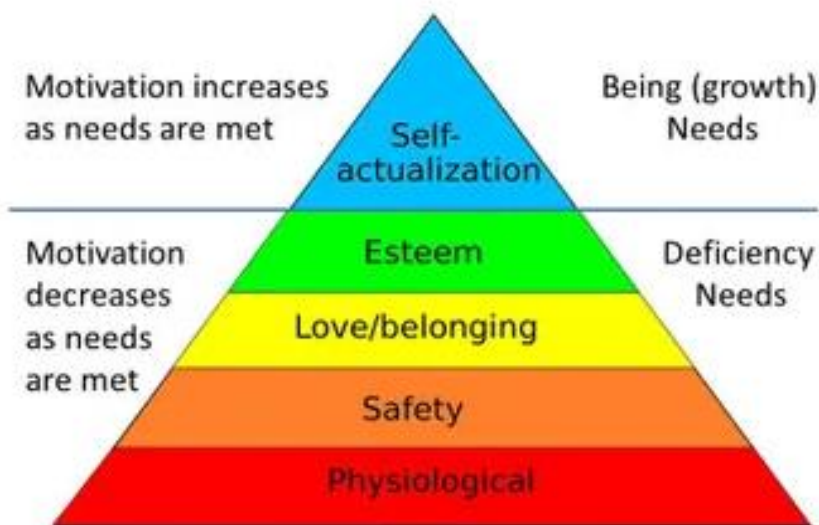 Motivation increases
as needs are met
Being (growth)
Needs
Self-
actualization
Motivation
decreases
as needs
are met
Esteem
Deficiency
Needs
Love/belonging
Safety
Physiological